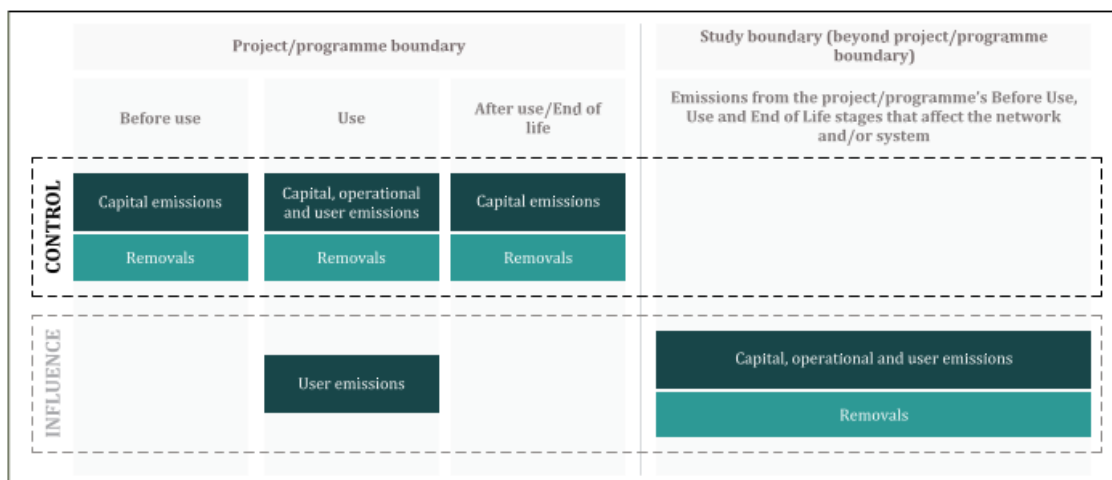 Project/programme boundary
Study boundary (beyond project/programme
boundary)
Before use
Use
After use/End of
life
Emissions from the project/programme's Before Use,
Use and End of Life stages that affect the network
and/or system
CONTROL
Capital emissions
Capital, operational
and user emissions
Capital emissions
Removals
Removals
Removals
INFLUENCE
User emissions
Capital, operational and user emissions
Removals